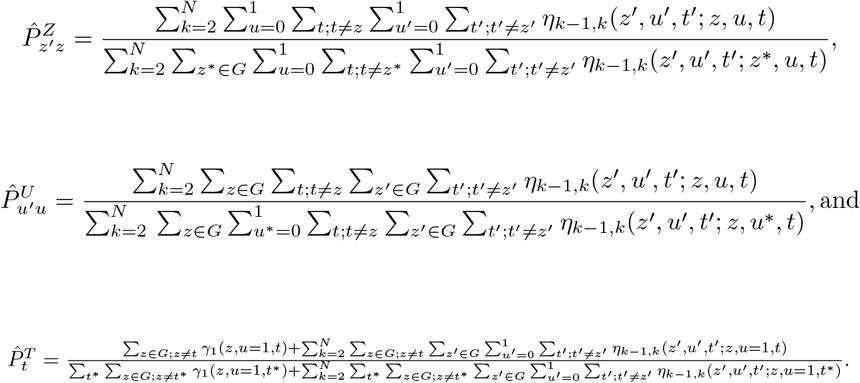 $$\hat{P}^{Z}_{z'z} = \frac{\sum_{k=2}^{N} \sum_{u=0}^{1} \sum_{t;t\neq z} \sum_{u'=0}^{1} \sum_{t';t'\neq z'} \eta_{k-1,k}(z',u',t';z,u,t)}{\sum_{k=2}^{N} \sum_{z^*\in G} \sum_{u=0}^{1} \sum_{t;t\neq z^*} \sum_{u'=0}^{1} \sum_{t';t'\neq z'} \eta_{k-1,k}(z',u',t';z^*,u,t)},$$
$$\hat{P}^{U}_{u'u} = \frac{\sum_{k=2}^{N} \sum_{z\in G} \sum_{t;t\neq z} \sum_{z'\in G} \sum_{t';t'\neq z'} \eta_{k-1,k}(z',u',t';z,u,t)}{\sum_{k=2}^{N} \sum_{z\in G} \sum_{u^*=0}^{1} \sum_{t;t\neq z} \sum_{z'\in G} \sum_{t';t'\neq z'} \eta_{k-1,k}(z',u',t';z,u^*,t)}, \text{and}$$
$$\hat{P}^{T}_{t} = \frac{\sum_{z\in G;z\neq t} \gamma_1(z,u=1,t)+\sum_{k=2}^{N} \sum_{z\in G;z\neq t} \sum_{z'\in G} \sum_{u'=0}^{1} \sum_{t';t'\neq z'} \eta_{k-1,k}(z',u',t';z,u=1,t)}{\sum_{t^*} \sum_{z\in G;z\neq t^*} \gamma_1(z,u=1,t^*)+\sum_{k=2}^{N} \sum_{t^*} \sum_{z\in G;z\neq t^*} \sum_{z'\in G} \sum_{u'=0}^{1} \sum_{t';t'\neq z'} \eta_{k-1,k}(z',u',t';z,u=1,t^*)}.$$